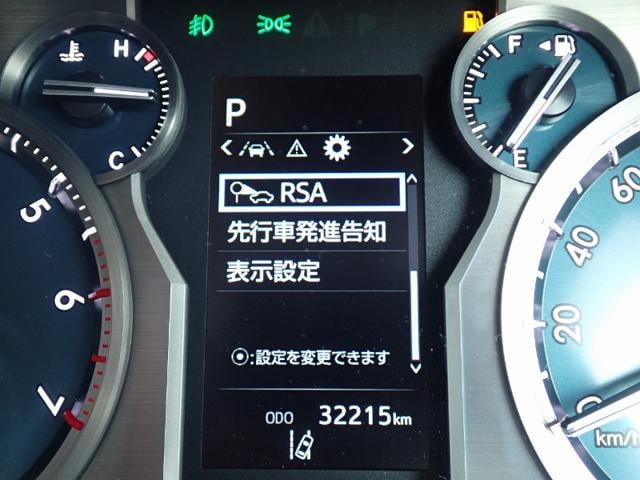 H
C
F
E
P
RSA
先行車発進告知
表示設定
:設定を変更できます
ODO 32215km
5
6
7
60
40
20
0
km/h